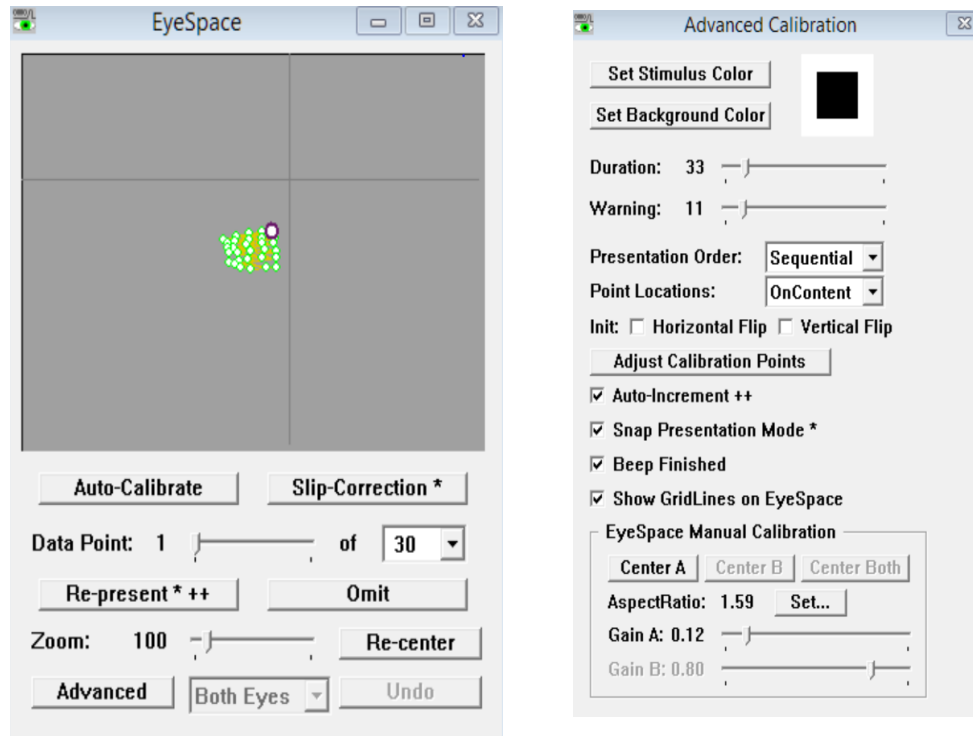 EyeSpace
Auto-Calibrate Slip-Correction *
Data Point: 1 of 30
Re-present * ++ Omit
Zoom: 100 Re-center
Advanced Both Eyes Undo
Advanced Calibration
Set Stimulus Color
Set Background Color
Duration: 33
Warning: 11
Presentation Order: Sequential
Point Locations: OnContent
Init: Horizontal Flip Vertical Flip
Adjust Calibration Points
Auto-Increment ++
Snap Presentation Mode *
Beep Finished
Show GridLines on EyeSpace
EyeSpace Manual Calibration
Center A Center B Center Both
AspectRatio: 1.59 Set...
Gain A: 0.12
Gain B: 0.80